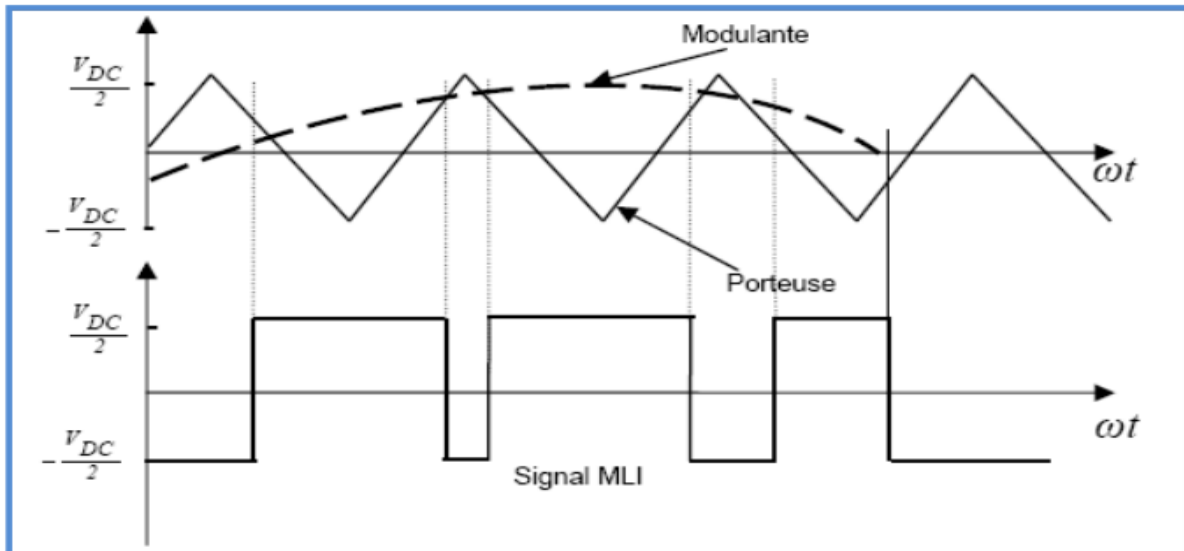 Modulante
V_DC/2
ωt
-V_DC/2
Porteuse
V_DC/2
ωt
-V_DC/2
Signal MLI